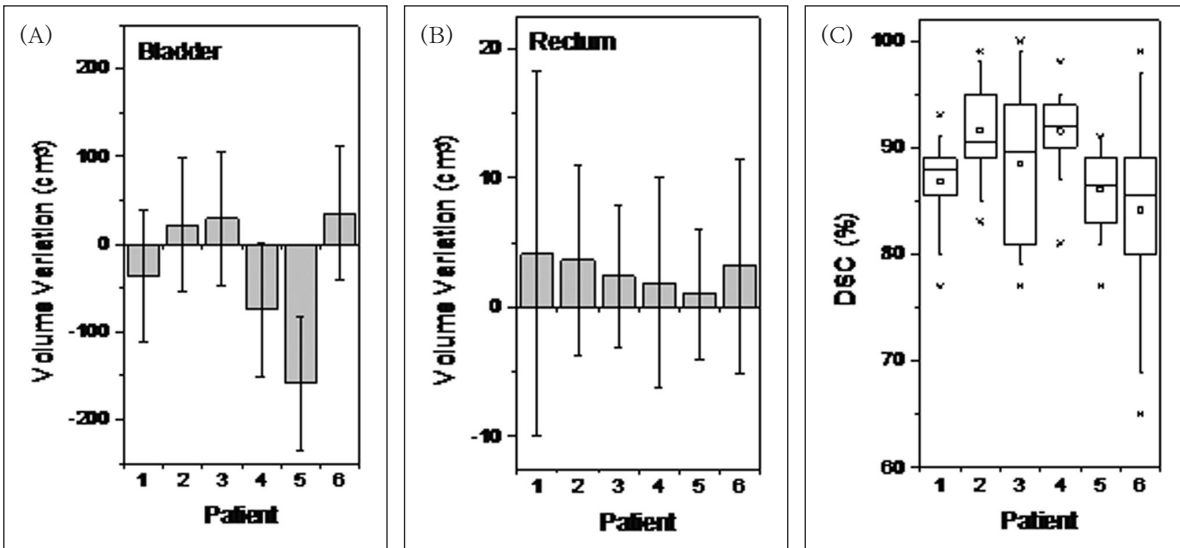 (A)
Bladder
Volume Variation (cm³)
200
100
0
-100
-200
1 2 3 4 5 6
Patient
(B)
Rectum
Volume Variation (cm³)
20
10
0
-10
1 2 3 4 5 6
Patient
(C)
DSC (%)
100
90
80
70
60
1 2 3 4 5 6
Patient